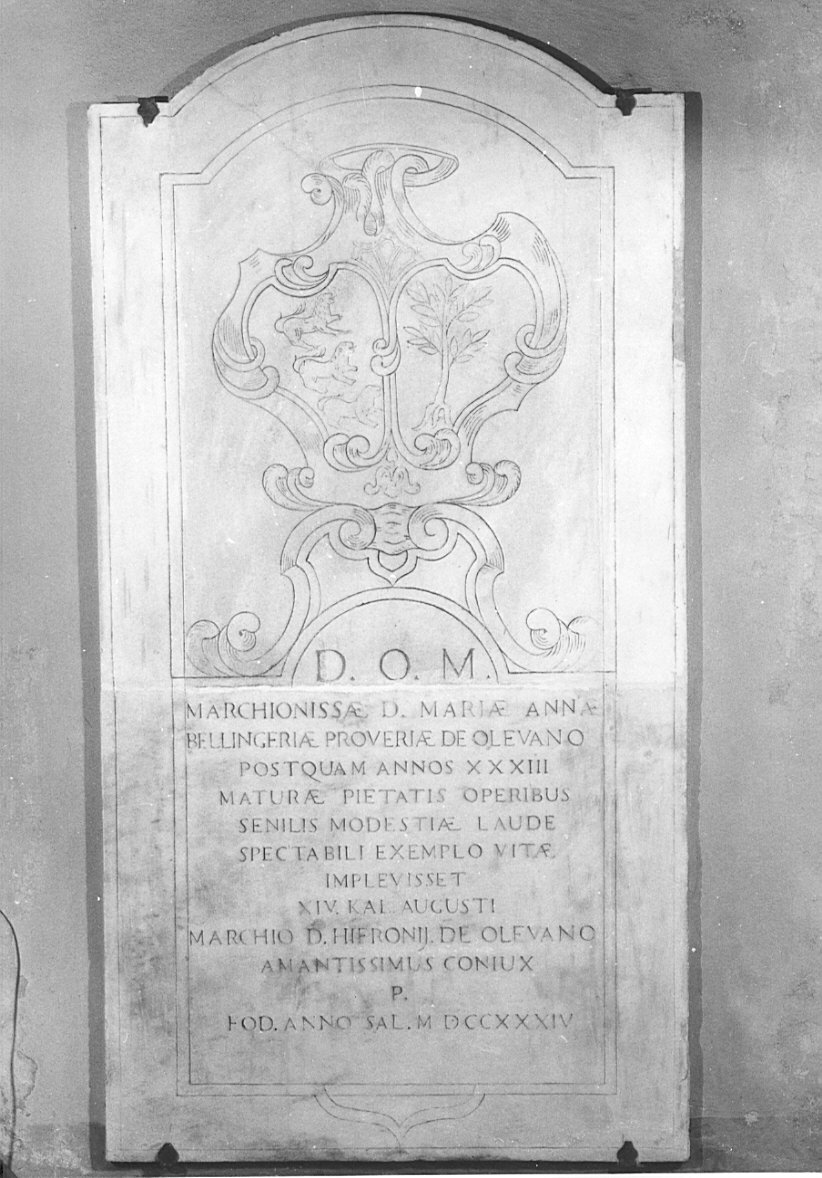 D. O. M.
MARCHIONISSÆ D. MARIÆ ANNÆ
BELLINGERIÆ PROVERIÆ DE OLEVANO
POSTQUAM ANNOS XXXIII
MATURÆ PIETATIS OPERIBUS
SENILIS MODESTIÆ LAUDE
SPECTABILI EXEMPLO VITÆ
IMPLEVISSET
XIV. KAL. AUGUSTI
MARCHIO D. HIERONIJ. DE OLEVANO
AMANTISSIMUS CONIUX
P.
FOD. ANNO SAL. MDCCXXXIV